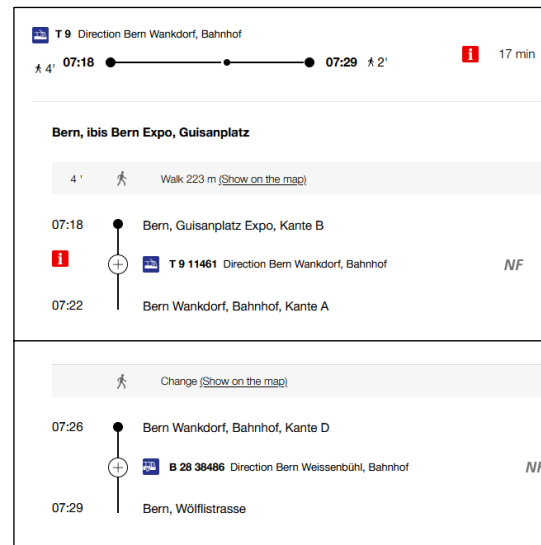 T 9 Direction Bern Wankdorf, Bahnhof
4' 07:18 07:29 2' i 17 min
Bern, ibis Bern Expo, Guisanplatz
4 ' Walk 223 m (Show on the map)
07:18 Bern, Guisanplatz Expo, Kante B
i T 9 11461 Direction Bern Wankdorf, Bahnhof NF
07:22 Bern Wankdorf, Bahnhof, Kante A
Change (Show on the map)
07:26 Bern Wankdorf, Bahnhof, Kante D
B 28 38486 Direction Bern Weissenbühl, Bahnhof
07:29 Bern, Wölflistrasse